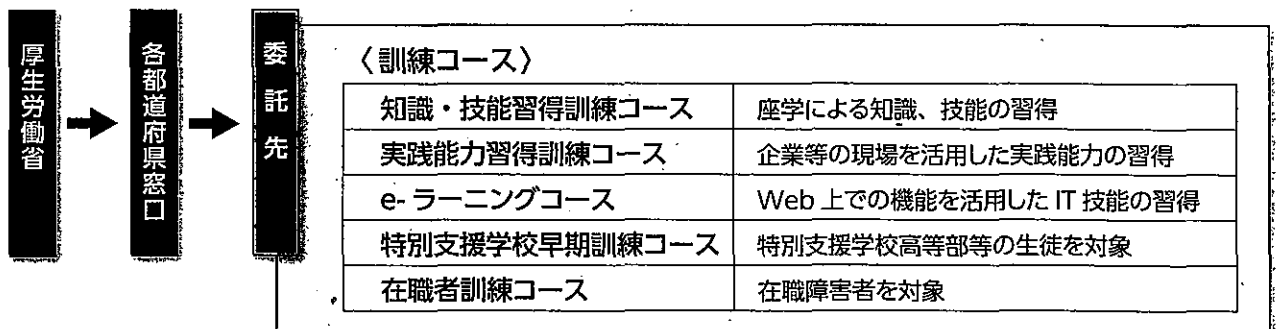 厚生労働省
各都道府県窓口
委託先
〈訓練コース〉
知識・技能習得訓練コース 座学による知識、技能の習得
実践能力習得訓練コース 企業等の現場を活用した実践能力の習得
e-ラーニングコース Web上での機能を活用したIT技能の習得
特別支援学校早期訓練コース 特別支援学校高等部等の生徒を対象
在職者訓練コース 在職障害者を対象